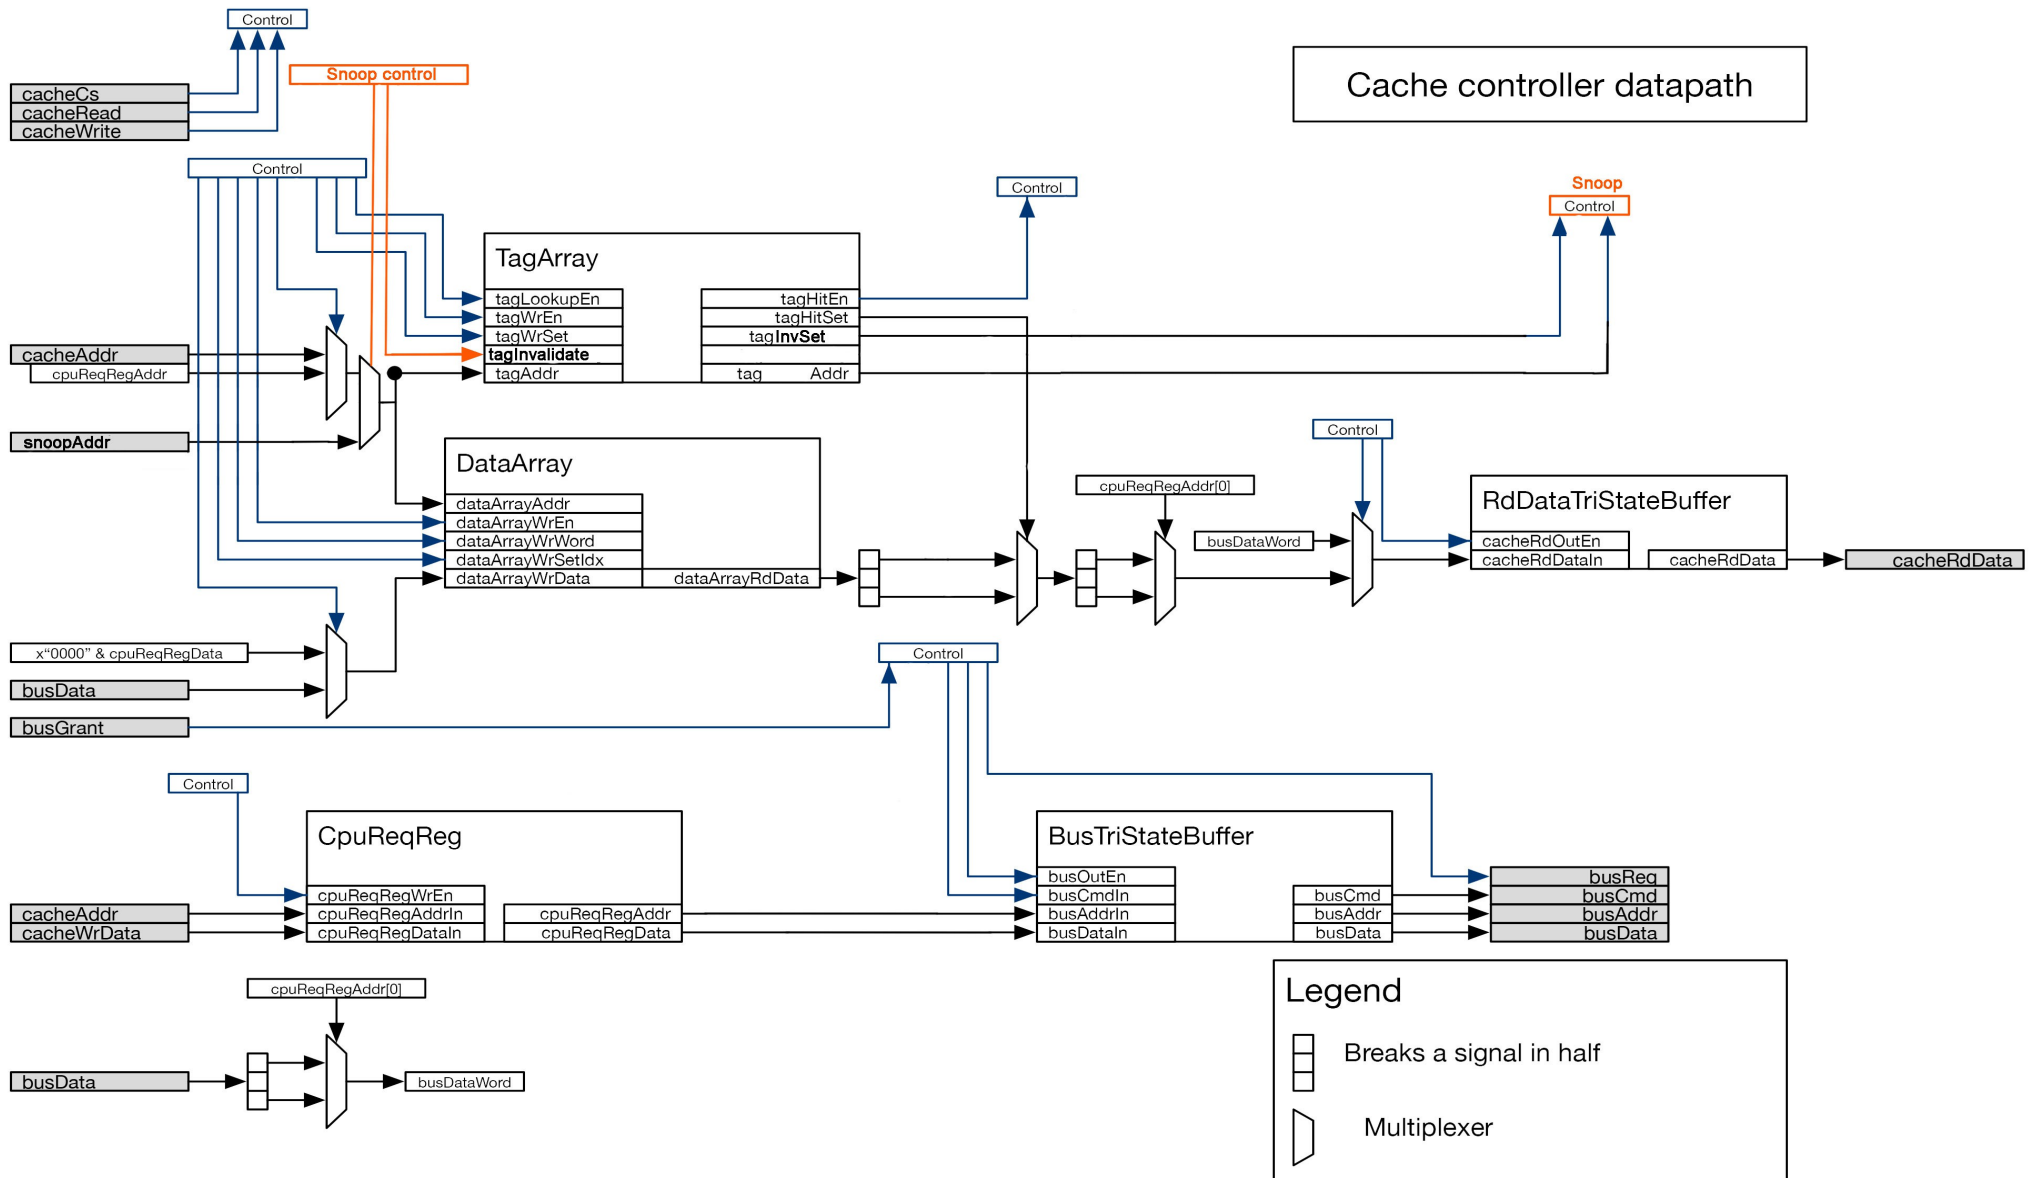 Control
Snoop control
Cache controller datapath
cacheCs
cacheRead
cacheWrite
Control
Control
Snoop
Control
TagArray
tagLookupEn
tagHitEn
tagWrEn
tagHitSet
tagWrSet
tagInvSet
tagInvalidate
tagAddr
tag Addr
cacheAddr
cpuReqRegAddr
snoopAddr
Control
DataArray
dataArrayAddr
dataArrayWrEn
dataArrayWrWord
dataArrayWrSetIdx
dataArrayWrData
dataArrayRdData
cpuReqRegAddr[0]
busDataWord
RdDataTriStateBuffer
cacheRdOutEn
cacheRdDataIn
cacheRdData
cacheRdData
x“0000” & cpuReqRegData
busData
busGrant
Control
Control
CpuReqReg
cpuReqRegWrEn
cpuReqRegAddrIn
cpuReqRegAddr
cpuReqRegDataIn
cpuReqRegData
cacheAddr
cacheWrData
BusTriStateBuffer
busOutEn
busCmdIn
busCmd
busAddrIn
busAddr
busDataIn
busData
busReq
busCmd
busAddr
busData
cpuReqRegAddr[0]
busData
busDataWord
Legend
Breaks a signal in half
Multiplexer